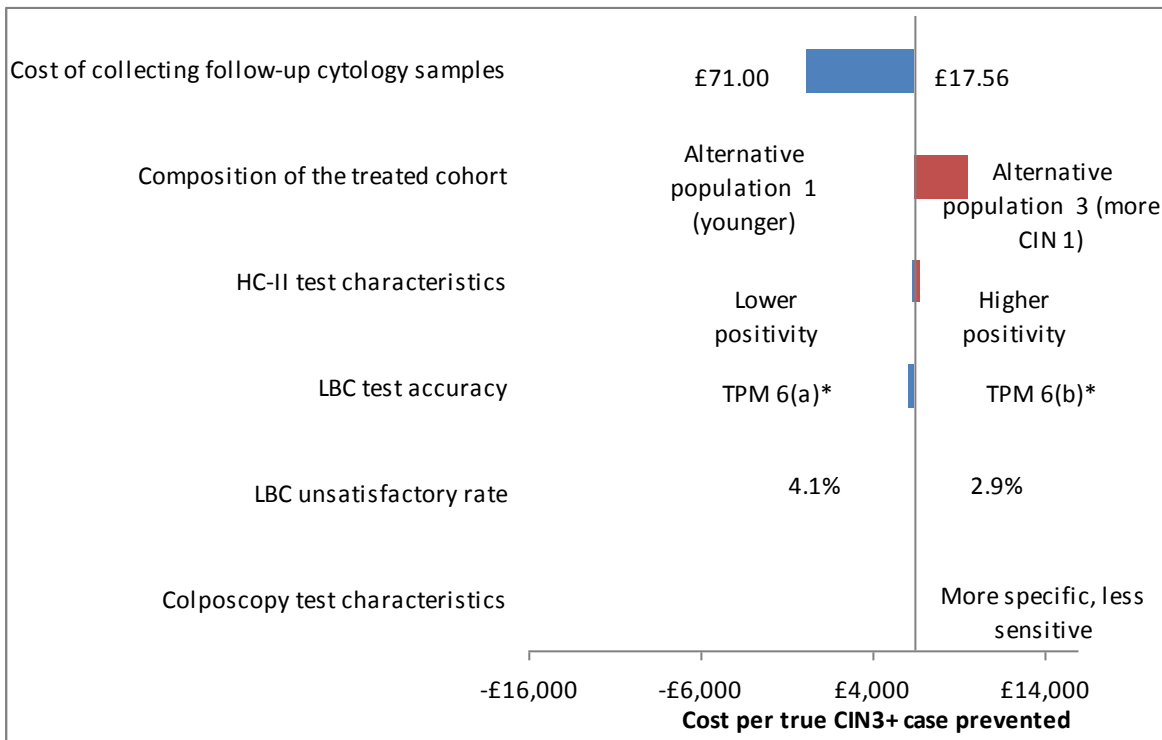 Cost of collecting follow-up cytology samples
£71.00
£17.56
Composition of the treated cohort
Alternative
population 1
(younger)
Alternative
population 3 (more
CIN 1)
HC-II test characteristics
Lower
positivity
Higher
positivity
LBC test accuracy
TPM 6(a)*
TPM 6(b)*
LBC unsatisfactory rate
4.1%
2.9%
Colposcopy test characteristics
More specific, less
sensitive
-£16,000
-£6,000
£4,000
£14,000
Cost per true CIN3+ case prevented